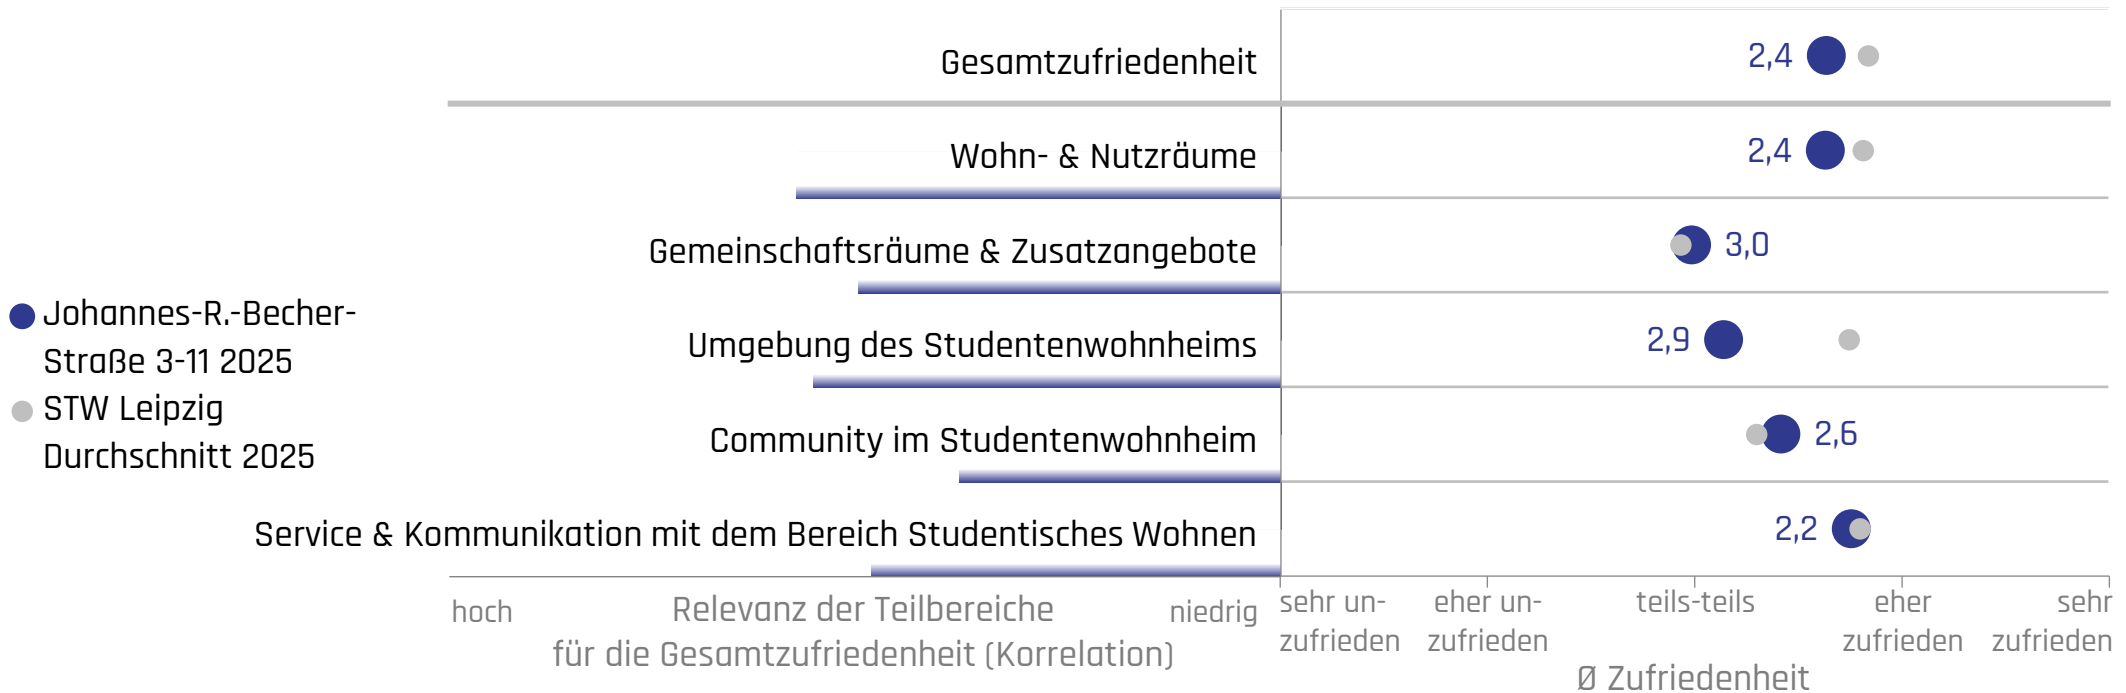 Gesamtzufriedenheit
2,4
Wohn- & Nutzräume
2,4
Gemeinschaftsräume & Zusatzangebote
3,0
Umgebung des Studentenwohnheims
2,9
Community im Studentenwohnheim
2,6
Service & Kommunikation mit dem Bereich Studentisches Wohnen
2,2
Johannes-R.-Becher-
Straße 3-11 2025
STW Leipzig
Durchschnitt 2025
hoch
Relevanz der Teilbereiche
für die Gesamtzufriedenheit (Korrelation)
niedrig
sehr un-
zufrieden
eher un-
zufrieden
teils-teils
eher
zufrieden
sehr
zufrieden
Ø Zufriedenheit